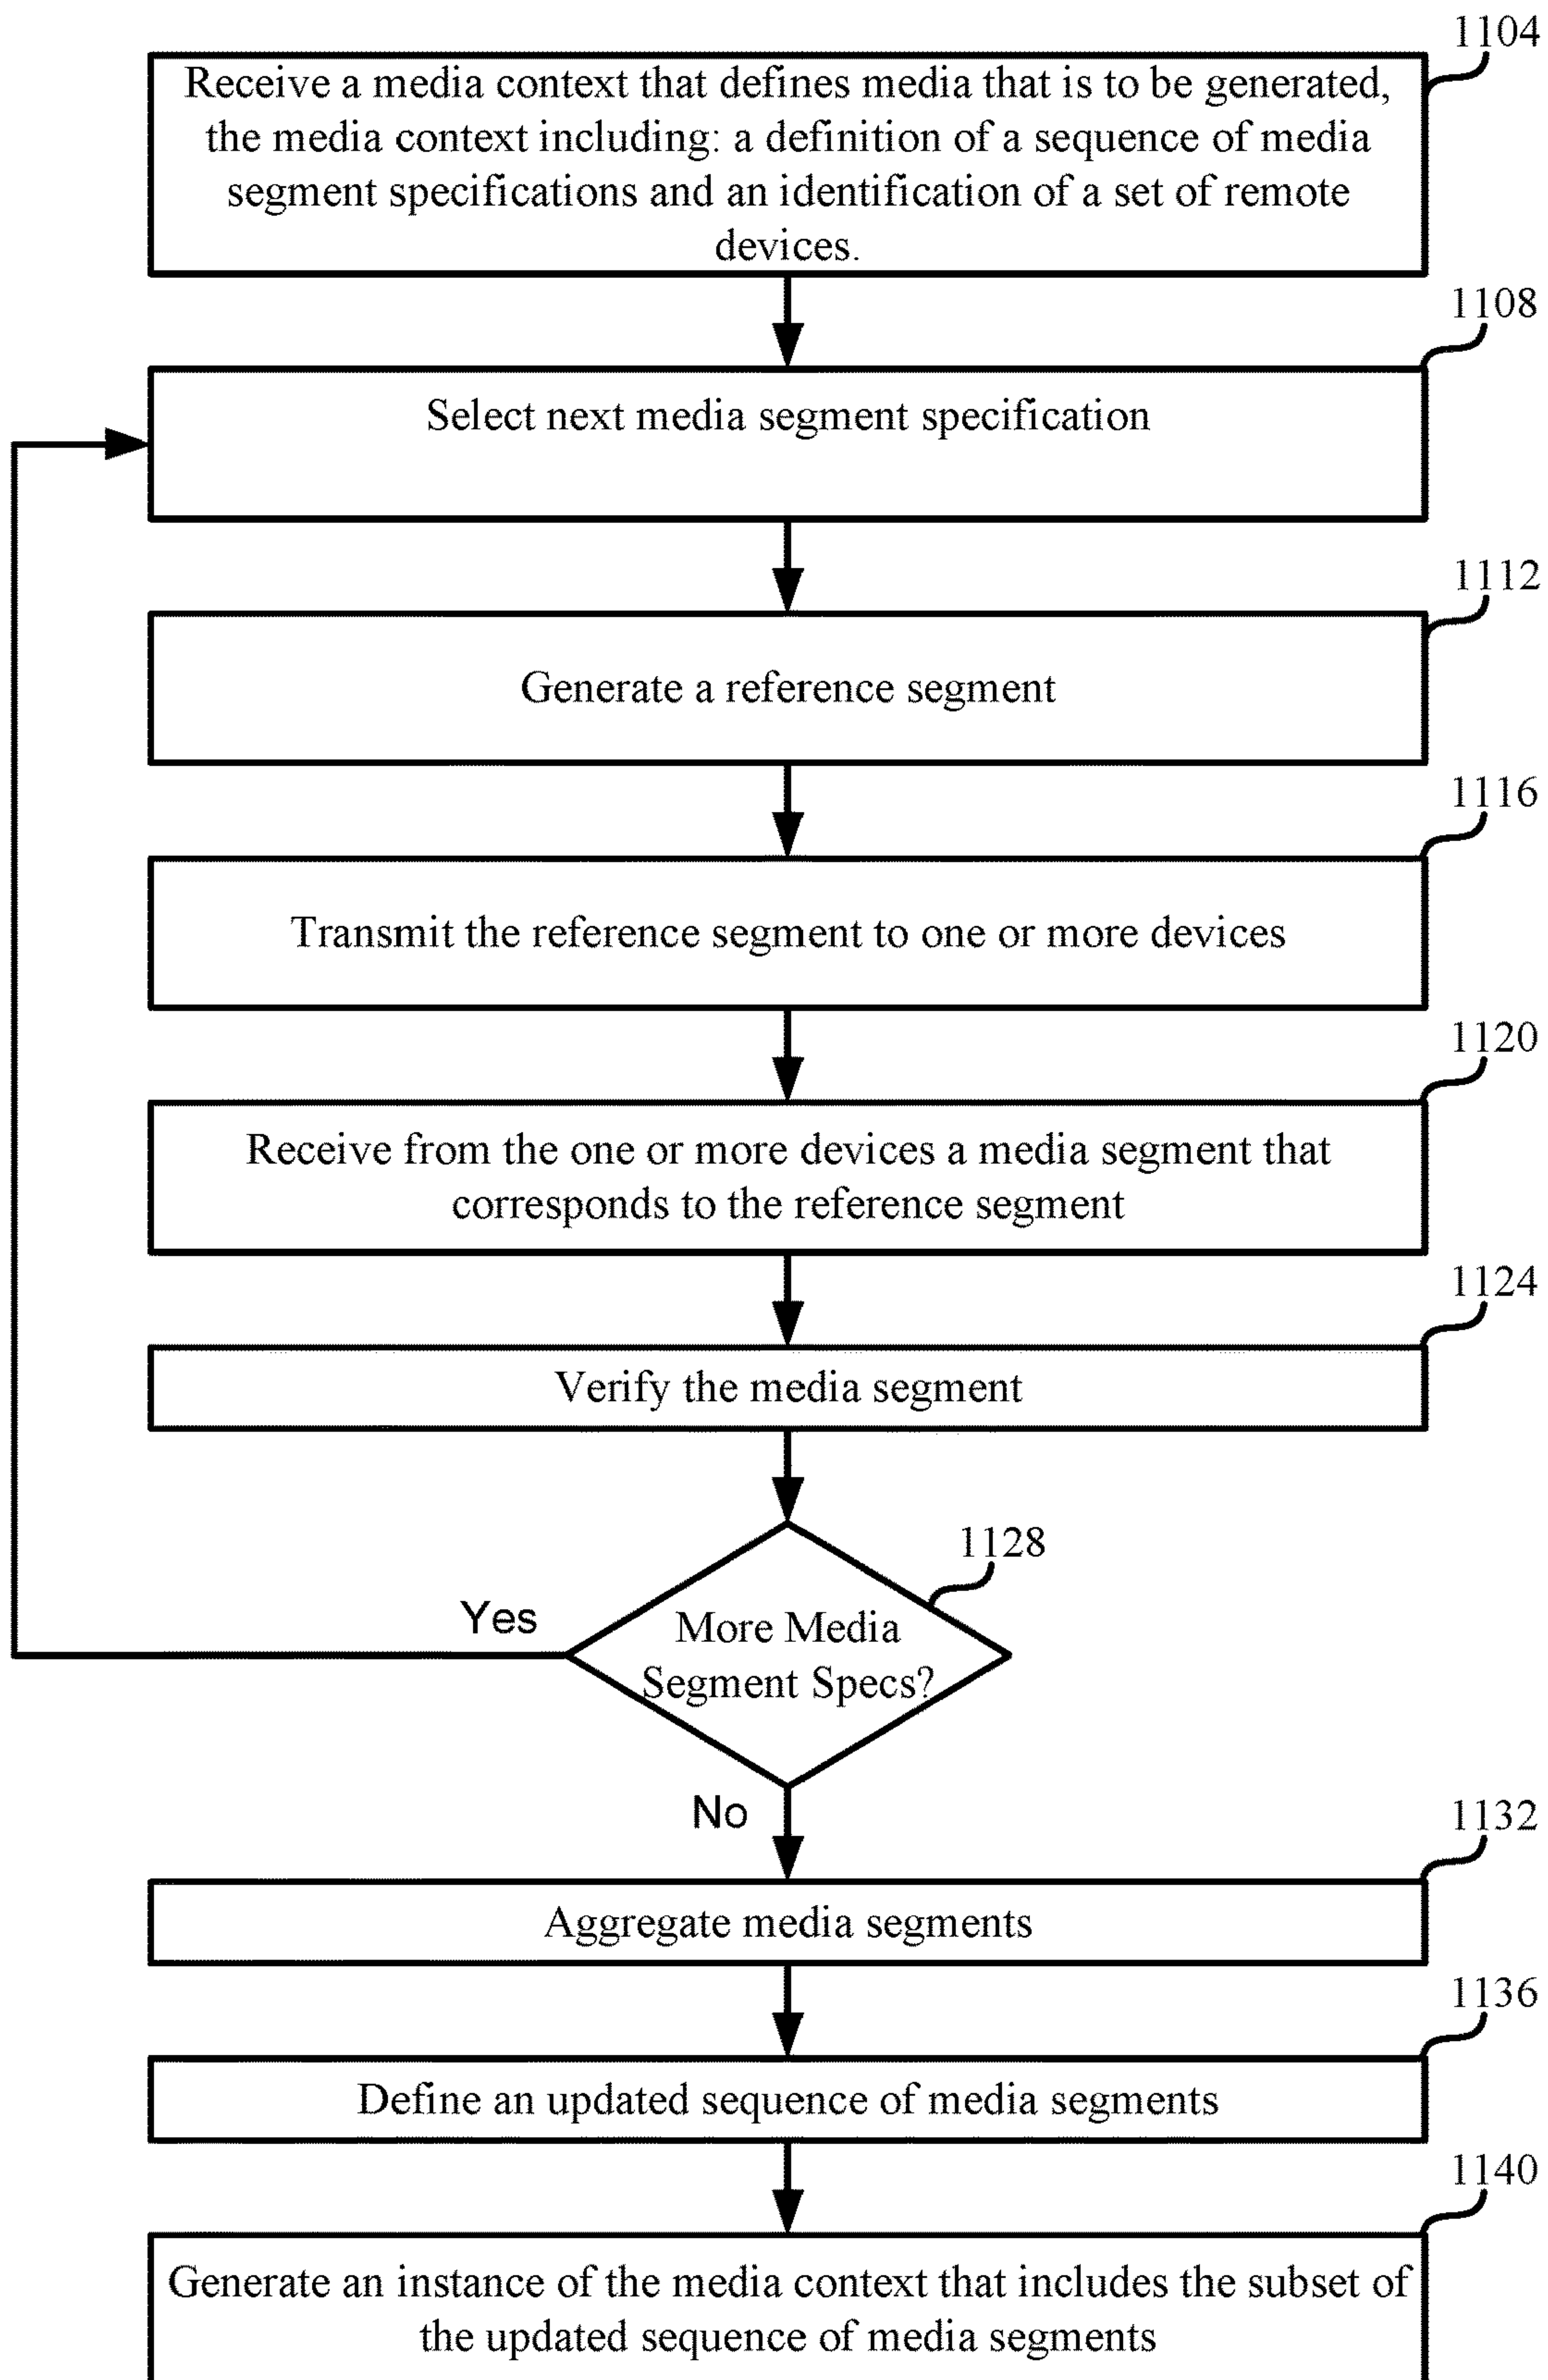 1104
Receive a media context that defines media that is to be generated,
the media context including: a definition of a sequence of media
segment specifications and an identification of a set of remote
devices.
1108
Select next media segment specification
1112
Generate a reference segment
1116
Transmit the reference segment to one or more devices
1120
Receive from the one or more devices a media segment that
corresponds to the reference segment
1124
Verify the media segment
1128
Yes
More Media
Segment Specs?
No
1132
Aggregate media segments
1136
Define an updated sequence of media segments
1140
Generate an instance of the media context that includes the subset of
the updated sequence of media segments